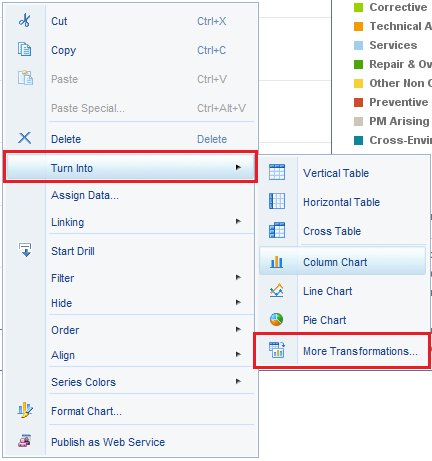 Cut Ctrl+X
Copy Ctrl+C
Paste Ctrl+V
Paste Special... Ctrl+Alt+V
Delete Delete
Turn Into
Assign Data...
Linking
Start Drill
Filter
Hide
Order
Align
Series Colors
Format Chart...
Publish as Web Service
Vertical Table
Horizontal Table
Cross Table
Column Chart
Line Chart
Pie Chart
More Transformations...
Corrective
Technical A
Services
Repair & Ov
Other Non C
Preventive
PM Arising
Cross-Envir